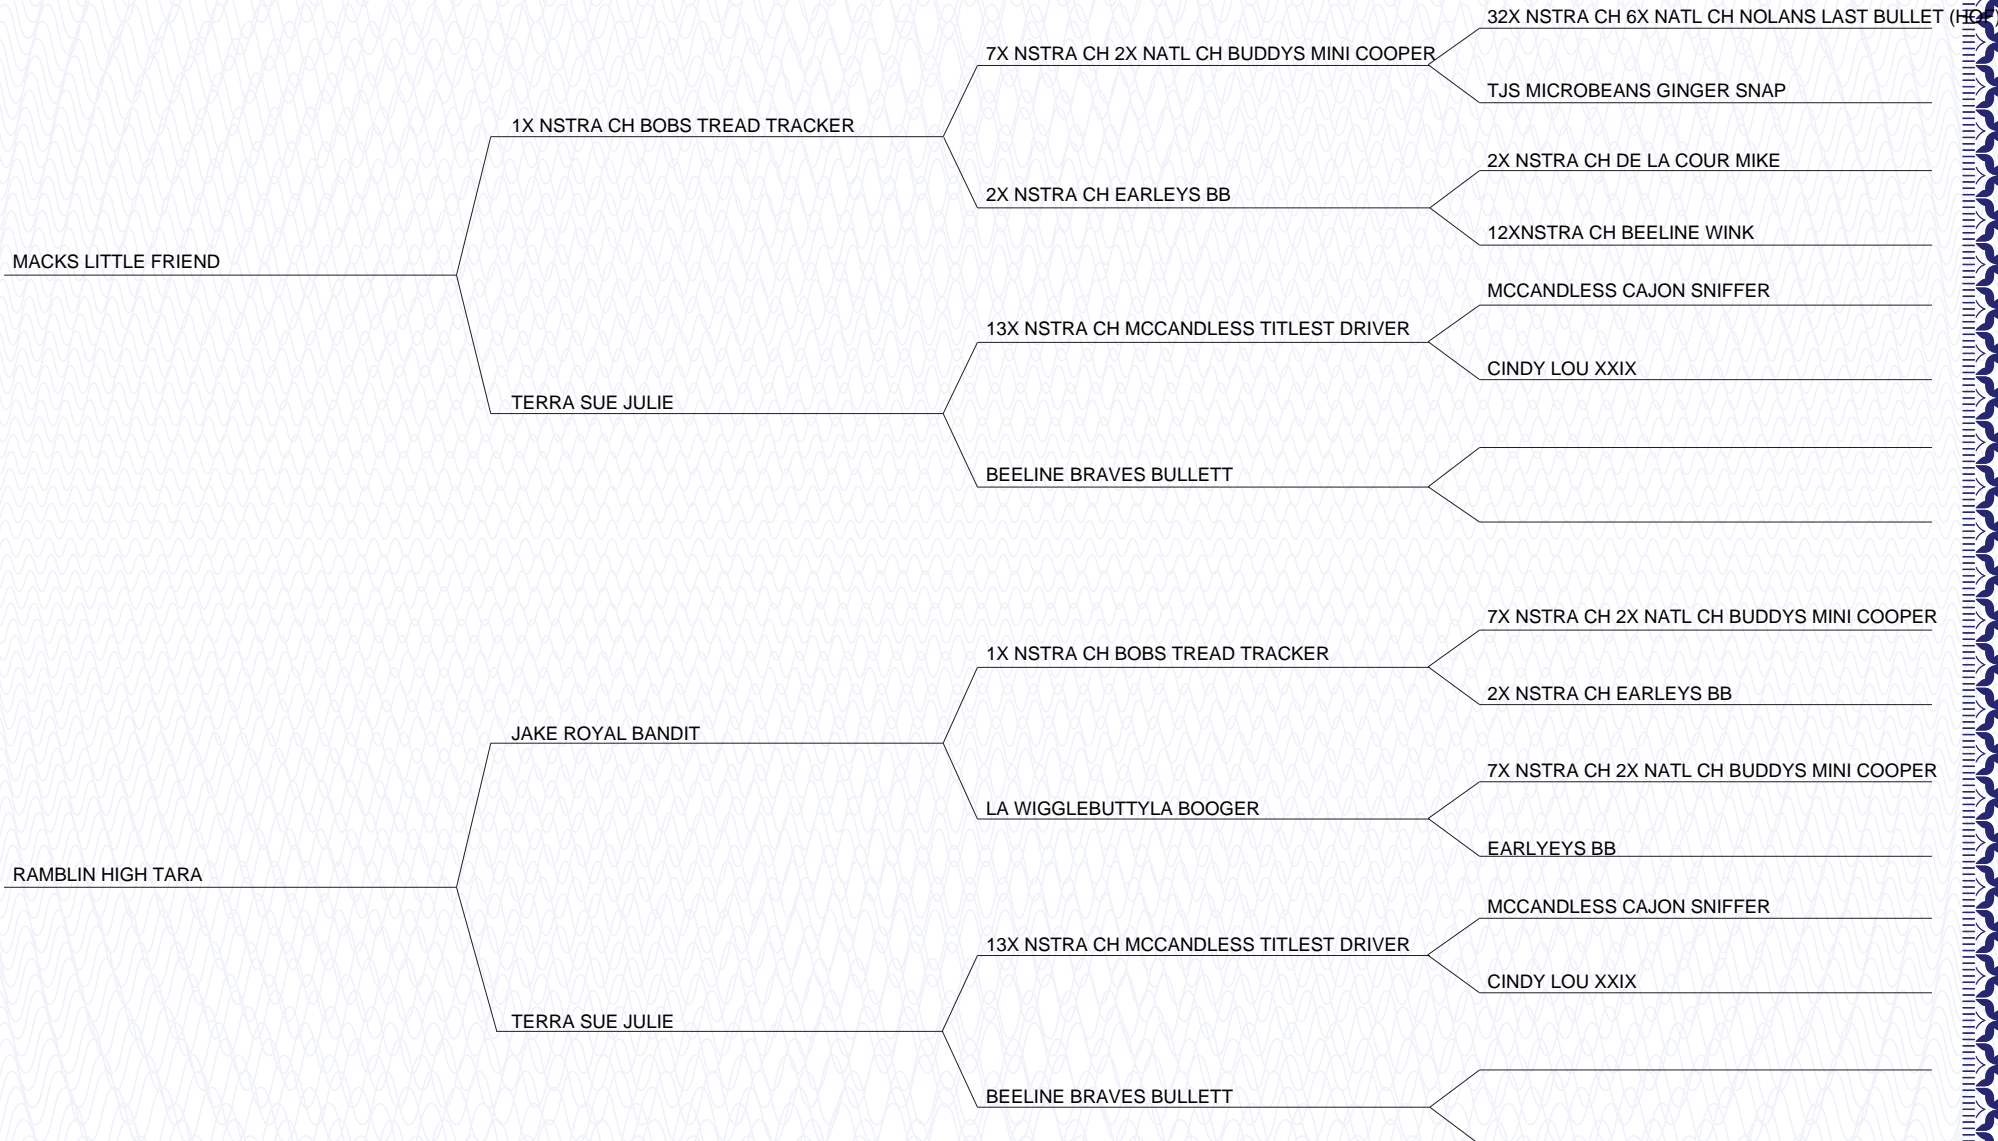 32X NSTRA CH 6X NATL CH NOLANS LAST BULLET (HOF)
7X NSTRA CH 2X NATL CH BUDDYS MINI COOPER
TJS MICROBEANS GINGER SNAP
1X NSTRA CH BOBS TREAD TRACKER
2X NSTRA CH DE LA COUR MIKE
2X NSTRA CH EARLEYS BB
12XNSTRA CH BEELINE WINK
MACKS LITTLE FRIEND
MCCANDLESS CAJON SNIFFER
13X NSTRA CH MCCANDLESS TITLEST DRIVER
CINDY LOU XXIX
TERRA SUE JULIE
BEELINE BRAVES BULLETT
7X NSTRA CH 2X NATL CH BUDDYS MINI COOPER
1X NSTRA CH BOBS TREAD TRACKER
2X NSTRA CH EARLEYS BB
JAKE ROYAL BANDIT
7X NSTRA CH 2X NATL CH BUDDYS MINI COOPER
LA WIGGLEBUTTYLA BOOGER
EARLYEYS BB
RAMBLIN HIGH TARA
MCCANDLESS CAJON SNIFFER
13X NSTRA CH MCCANDLESS TITLEST DRIVER
CINDY LOU XXIX
TERRA SUE JULIE
BEELINE BRAVES BULLETT